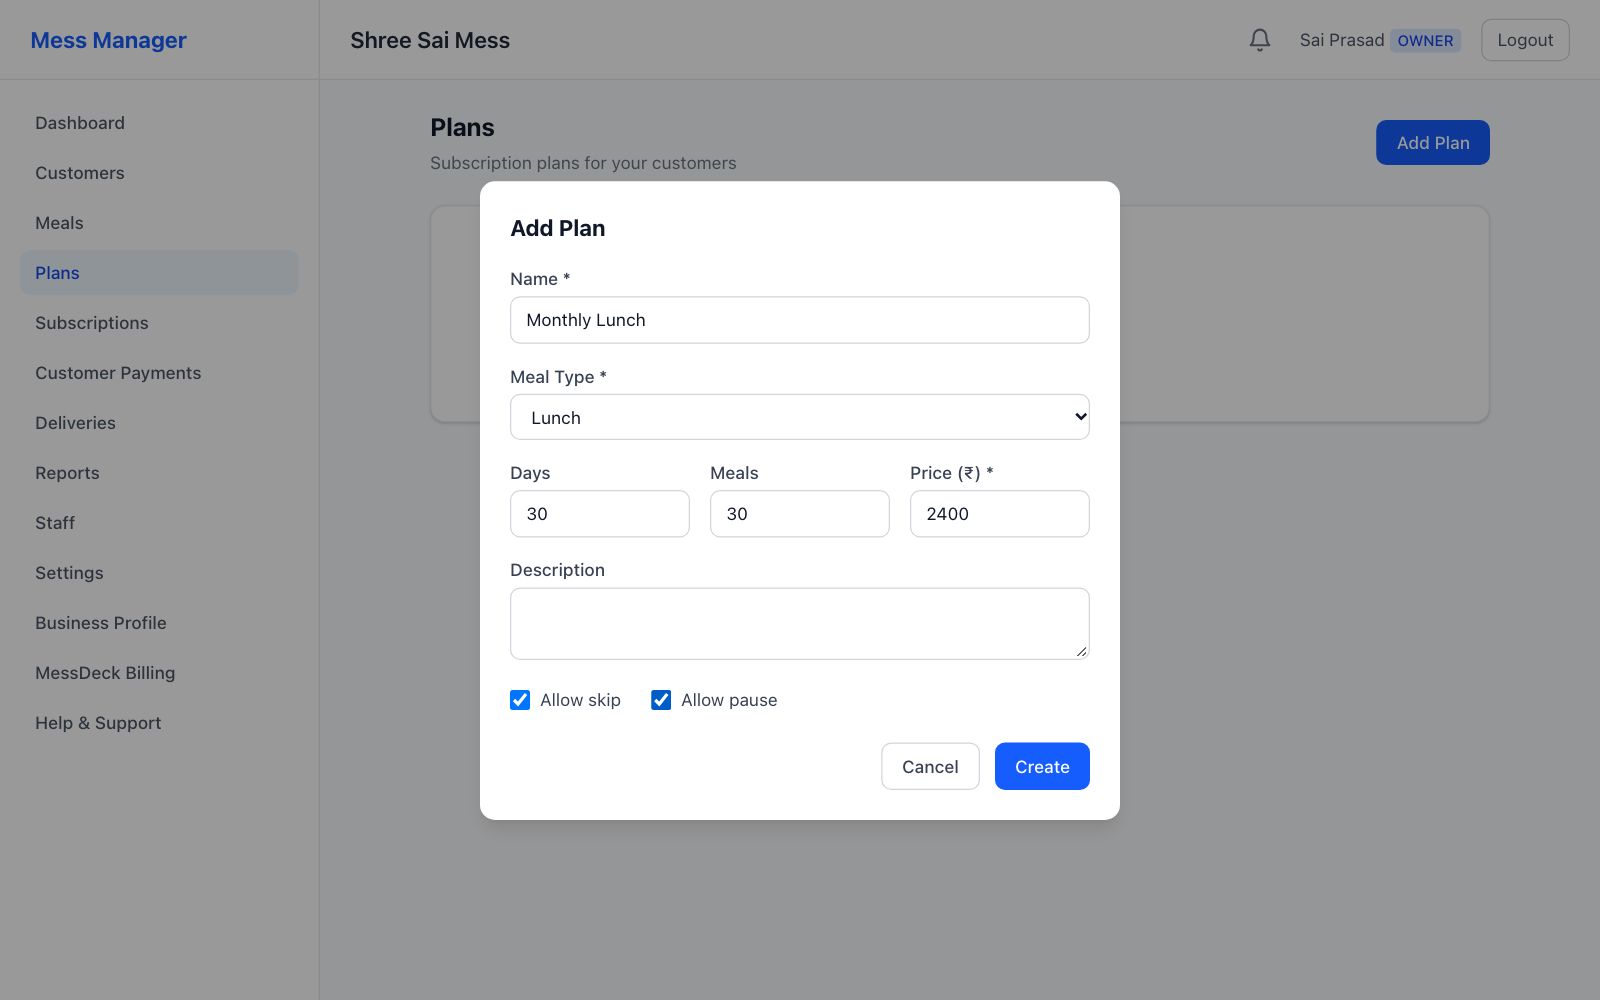 Mess Manager
Shree Sai Mess
Sai Prasad OWNER
Logout
Dashboard
Customers
Meals
Plans
Subscriptions
Customer Payments
Deliveries
Reports
Staff
Settings
Business Profile
MessDeck Billing
Help & Support
Plans
Subscription plans for your customers
Add Plan
Add Plan
Name *
Monthly Lunch
Meal Type *
Lunch
Days Meals Price (₹) *
30 30 2400
Description
Allow skip Allow pause
Cancel Create